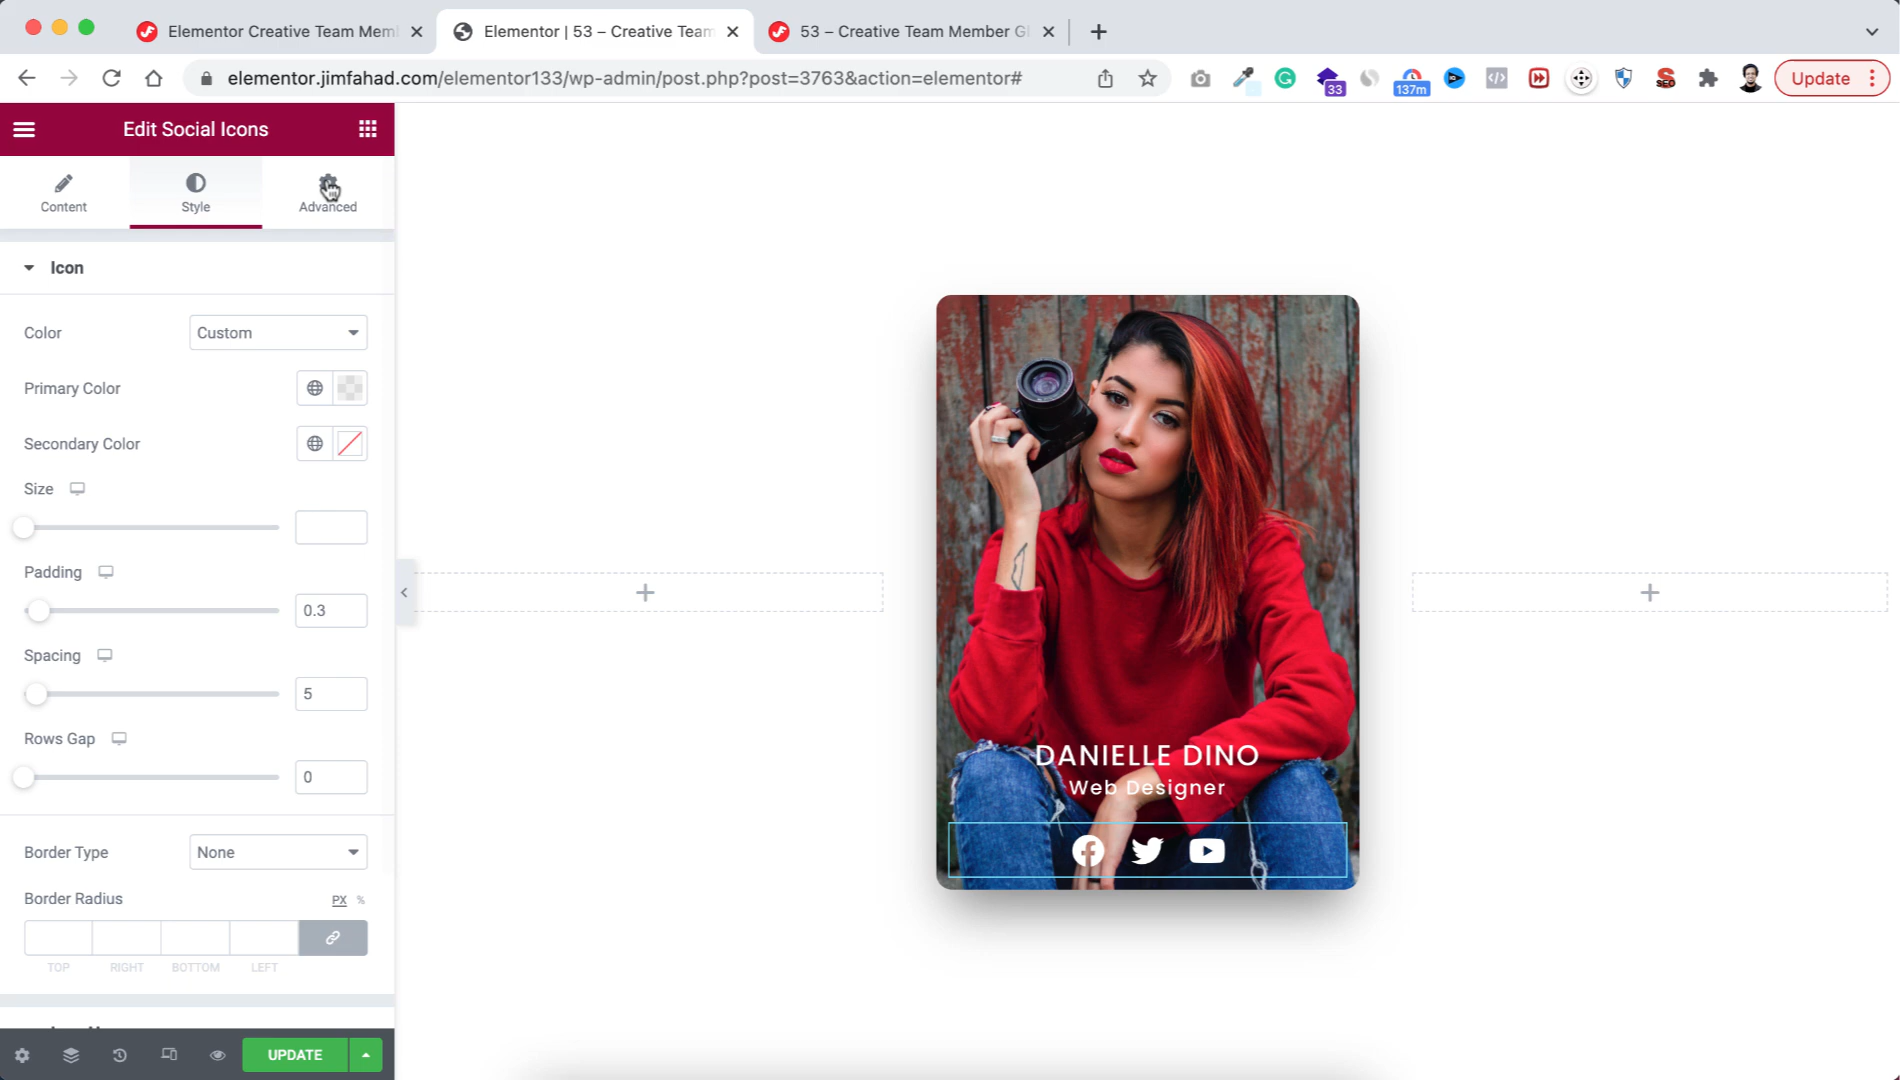 Elementor Creative Team Mem
Elementor | 53 – Creative Team
53 – Creative Team Member G
elementor.jimfahad.com/elementor133/wp-admin/post.php?post=3763&action=elementor#
33
137m
SEO
Update
Edit Social Icons
Content
Style
Advanced
Icon
Color
Custom
Primary Color
Secondary Color
Size
Padding
0.3
Spacing
5
Rows Gap
0
Border Type
None
Border Radius
PX %
TOP RIGHT BOTTOM LEFT
UPDATE
DANIELLE DINO
Web Designer